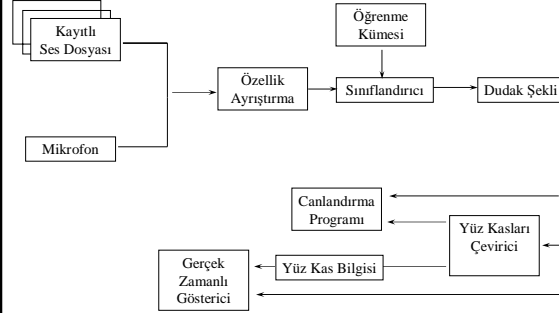 Kayıtlı
Ses Dosyası
Öğrenme
Kümesi
Özellik
Ayrıştırma
Sınıflandırıcı
Dudak Şekli
Mikrofon
Canlandırma
Programı
Yüz Kasları
Çevirici
Gerçek
Zamanlı
Gösterici
Yüz Kas Bilgisi